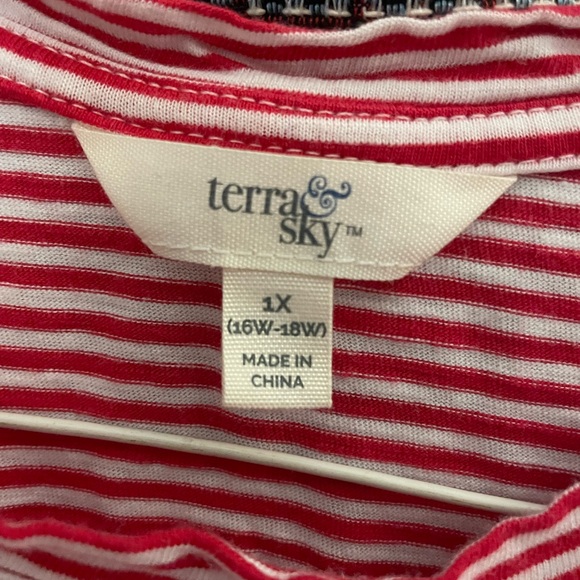 terra&
sky™
1X
(16W-18W)
MADE IN
CHINA